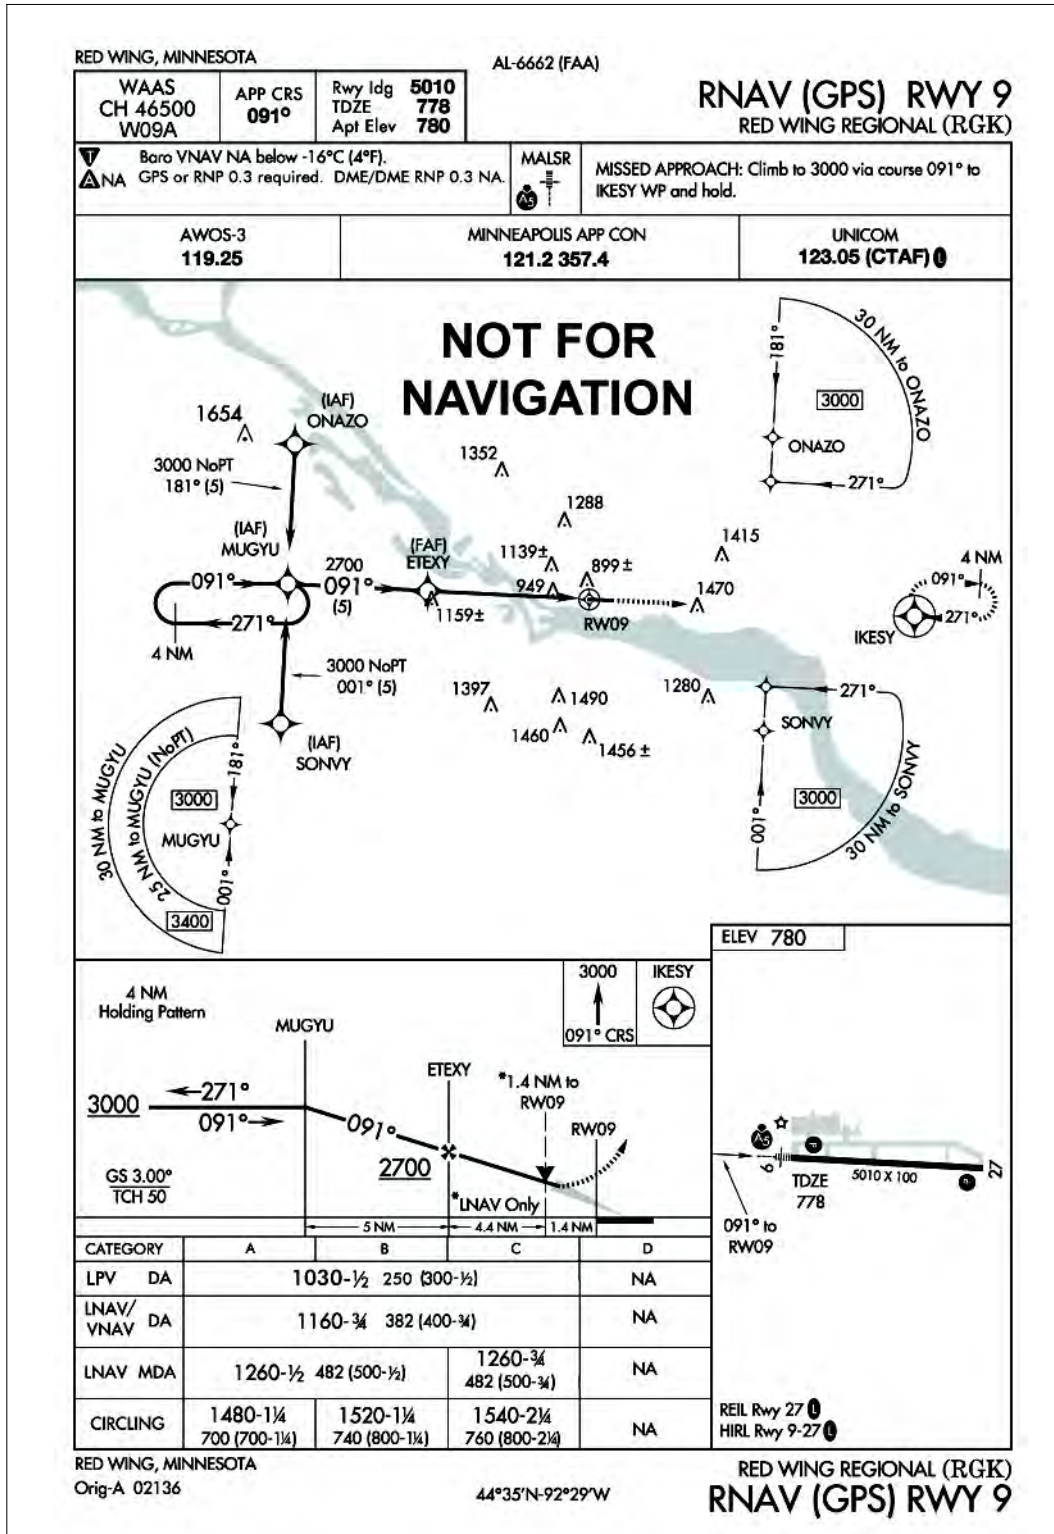 RED WING, MINNESOTA
AL-6662 (FAA)
WAAS
CH 46500
W09A
APP CRS
091°
Rwy ldg 5010
TDZE 778
Apt Elev 780
RNAV (GPS) RWY 9
RED WING REGIONAL (RGK)
T
A NA
Baro VNAV NA below -16°C (4°F).
GPS or RNP 0.3 required. DME/DME RNP 0.3 NA.
MALSR
A5
MISSED APPROACH: Climb to 3000 via course 091° to
IKESY WP and hold.
AWOS-3
119.25
MINNEAPOLIS APP CON
121.2 357.4
UNICOM
123.05 (CTAF) L
NOT FOR
NAVIGATION
30 NM to ONAZO
181°
3000
ONAZO
271°
(IAF)
ONAZO
1654
3000 NoPT
181° (5)
1352
1288
1415
(IAF)
MUGYU
2700
091°
(5)
(FAF)
ETEXY
1139±
899±
949
1159±
091°
271°
4 NM
RW09
1470
4 NM
091°
271°
IKESY
3000 NoPT
001° (5)
1397
1490
1280
1460
1456±
(IAF)
SONVY
271°
SONVY
3000
001°
30 NM to SONVY
30 NM to MUGYU
25 NM to MUGYU (NoPT)
181°
3000
MUGYU
001°
3400
ELEV 780
4 NM
Holding Pattern
MUGYU
3000
091° CRS
IKESY
ETEXY
*1.4 NM to
RW09
RW09
271°
3000
091°
091°
2700
GS 3.00°
TCH 50
*LNAV Only
5 NM
4.4 NM
1.4 NM
A5
P
9
TDZE
778
5010 X 100
P
27
091° to
RW09
CATEGORY A B C D
LPV DA 1030-½ 250 (300-½) NA
LNAV/
VNAV DA 1160-¾ 382 (400-¾) NA
LNAV MDA 1260-½ 482 (500-½) 1260-¾ 482 (500-¾) NA
CIRCLING 1480-1¼ 1520-1¼ 1540-2¼ NA
700 (700-1¼) 740 (800-1¼) 760 (800-2¼)
REIL Rwy 27 L
HIRL Rwy 9-27 L
RED WING, MINNESOTA
Orig-A 02136
44°35'N-92°29'W
RED WING REGIONAL (RGK)
RNAV (GPS) RWY 9